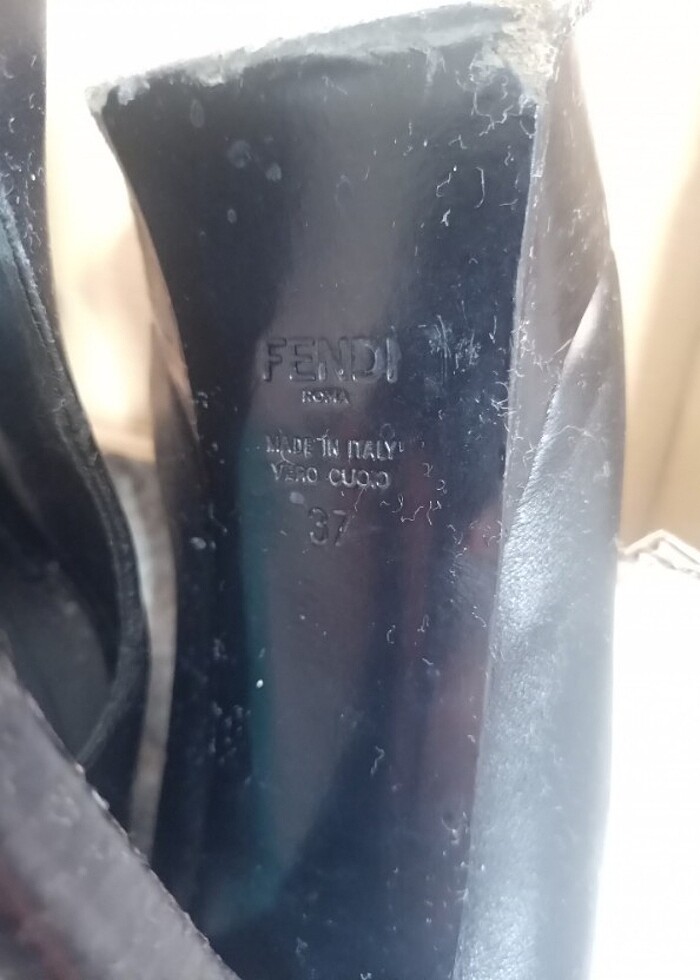 FENDI
ROMA
MADE IN ITALY
VERO CUOIO
37